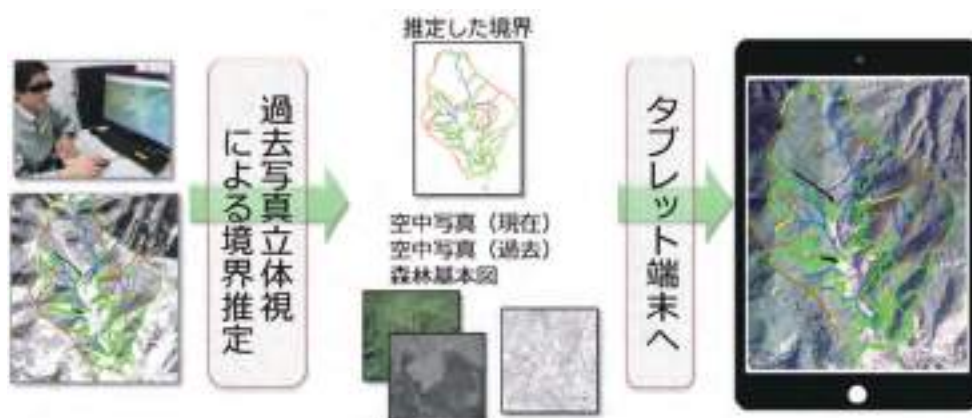 過去写真立体視
による境界推定
推定した境界
空中写真（現在）
空中写真（過去）
森林基本図
タブレット端末へ